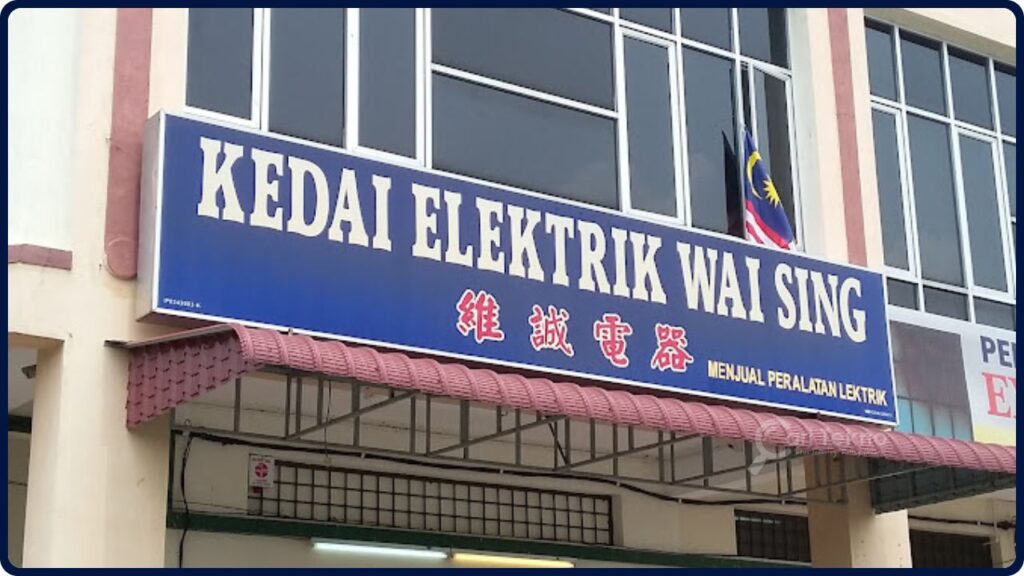 KEDAI ELEKTRIK WAI SING
維誠電器
MENJUAL PERALATAN LEKTRIK